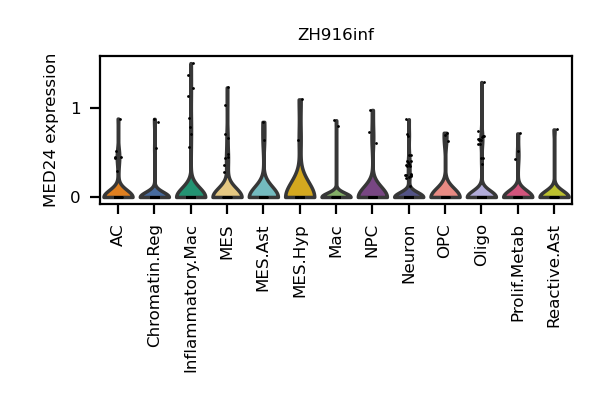 ZH916inf
MED24 expression
1
0
AC
Chromatin.Reg
Inflammatory.Mac
MES
MES.Ast
MES.Hyp
Mac
NPC
Neuron
OPC
Oligo
Prolif.Metab
Reactive.Ast